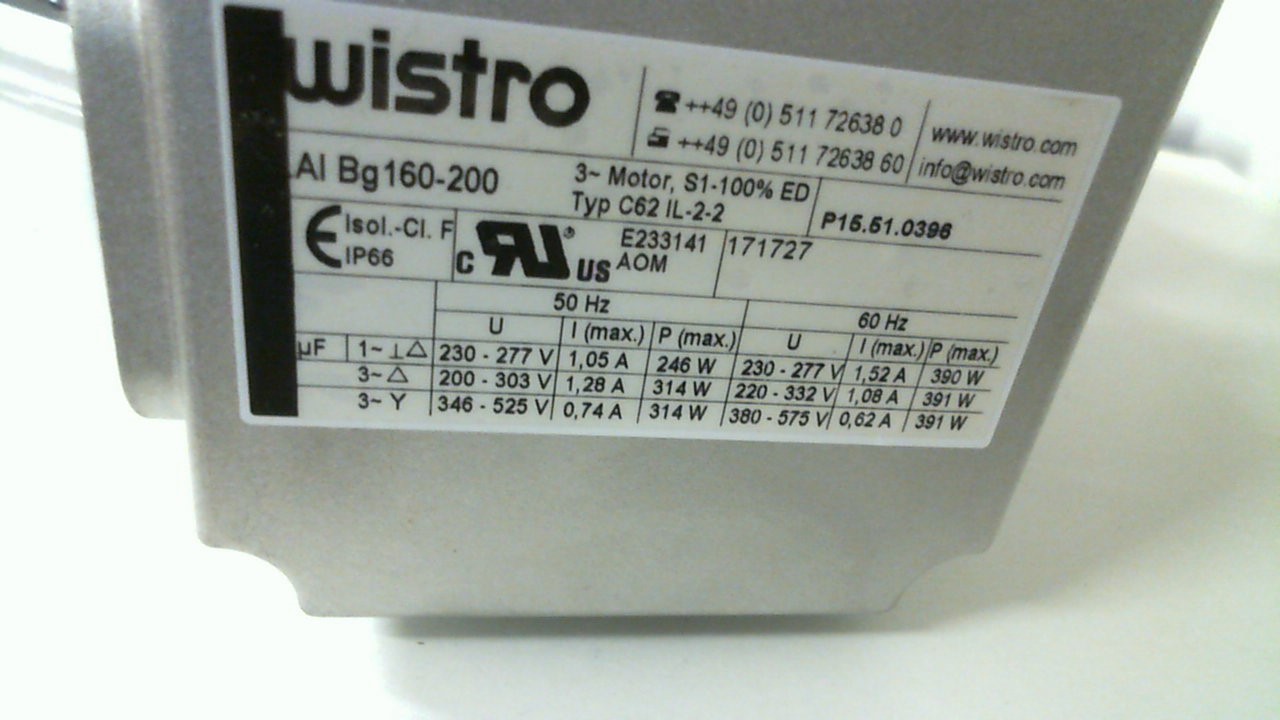 wistro
++49 (0) 511 72638 0
++49 (0) 511 72638 60
www.wistro.com
info@wistro.com
AI Bg160-200
3~ Motor, S1-100% ED
Typ C62 IL-2-2
P15.51.0396
CE Isol.-Cl. F
IP66
C RU ® US
E233141
AOM
171727
50 Hz 60 Hz
U I (max.) P (max.) U I (max.) P (max.)
µF 1~ ⊥△ 230 - 277 V 1,05 A 246 W 230 - 277 V 1,52 A 390 W
3~ △ 200 - 303 V 1,28 A 314 W 220 - 332 V 1,08 A 391 W
3~ Y 346 - 525 V 0,74 A 314 W 380 - 575 V 0,62 A 391 W